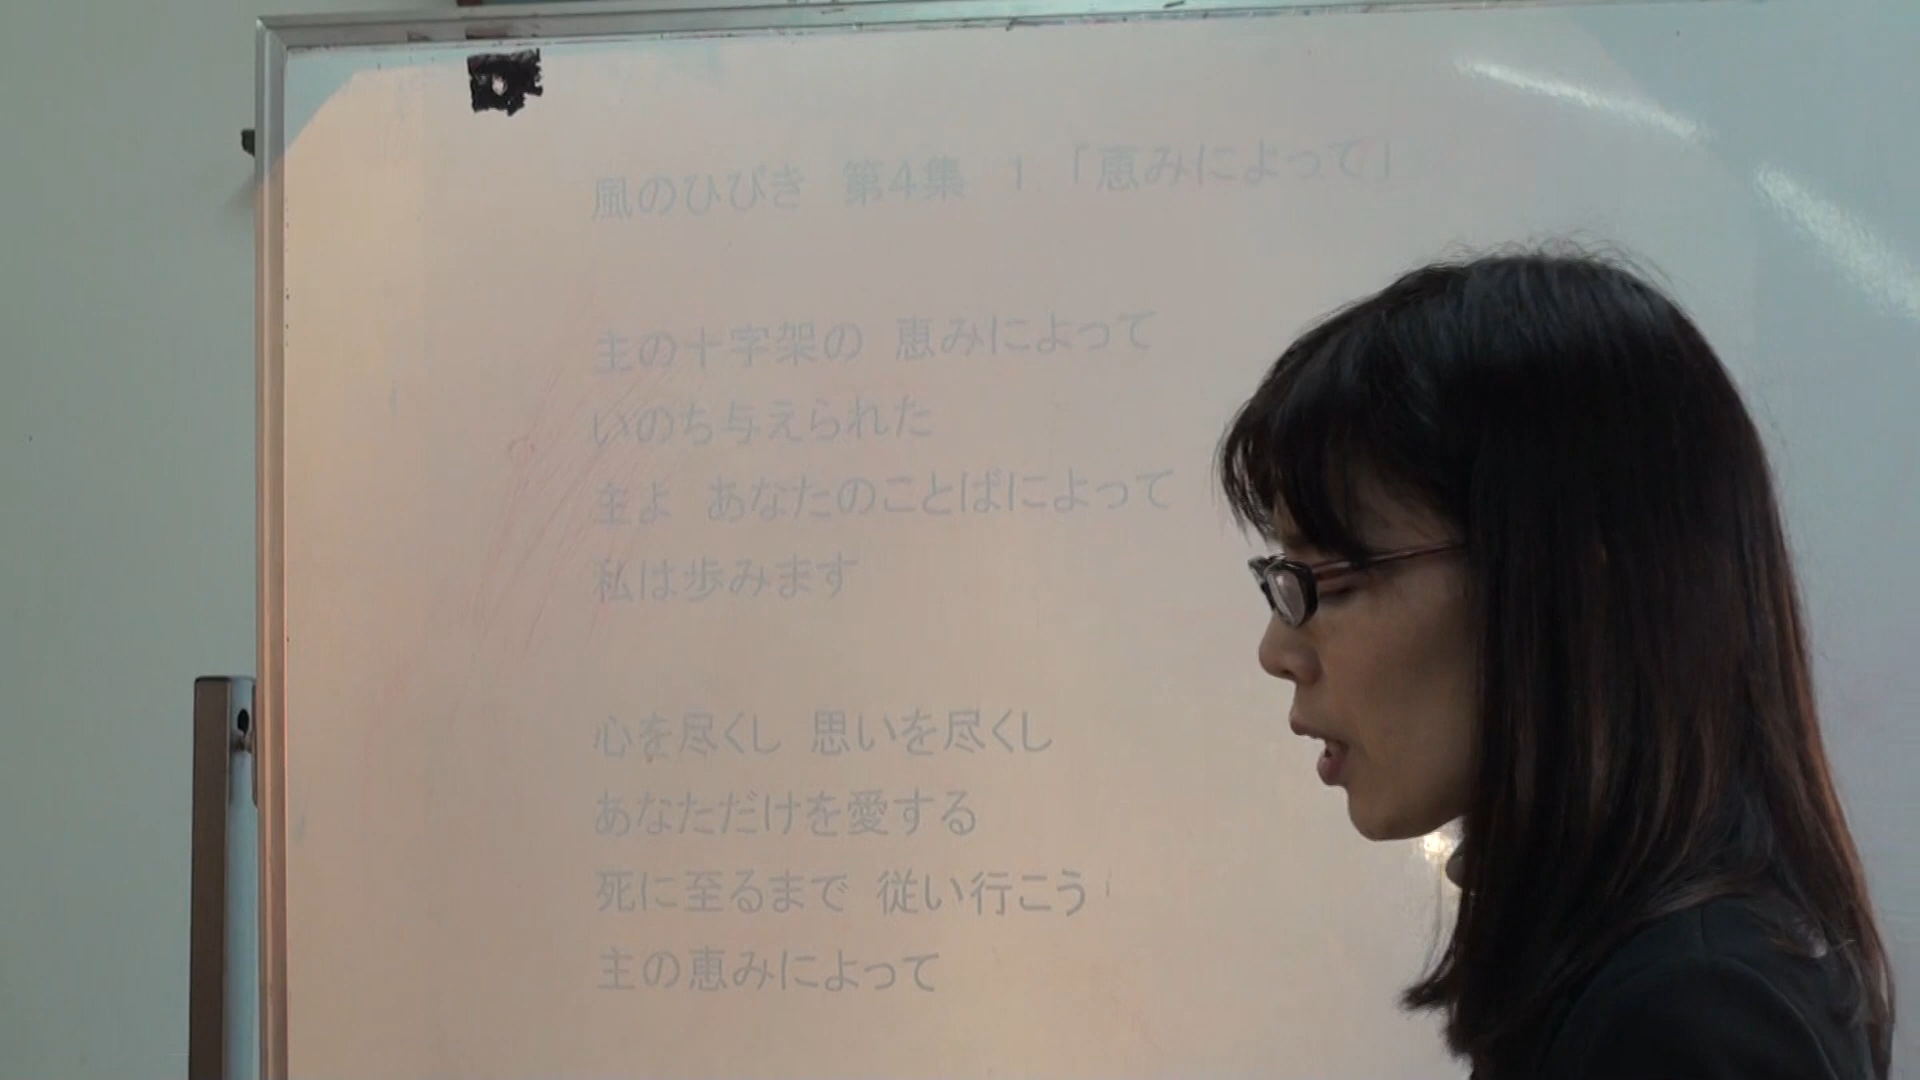 風のひびき 第4集 1.「恵みによって」
主の十字架の 恵みによって
いのち与えられた
主よ あなたのことばによって
私は歩みます
心を尽くし 思いを尽くし
あなただけを愛する
死に至るまで 従い行こう
主の恵みによって